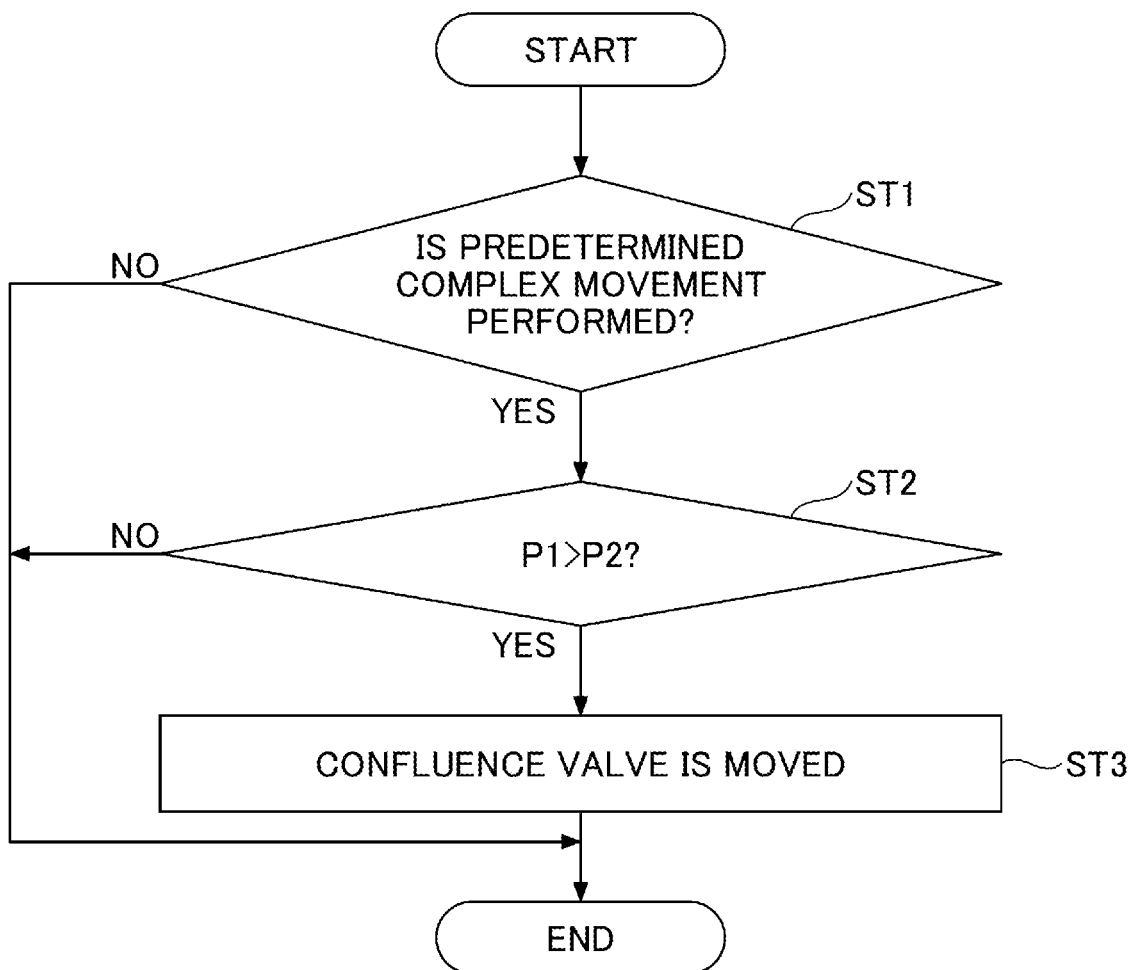 START
ST1
IS PREDETERMINED
COMPLEX MOVEMENT
PERFORMED?
NO
YES
ST2
P1>P2?
NO
YES
CONFLUENCE VALVE IS MOVED
ST3
END